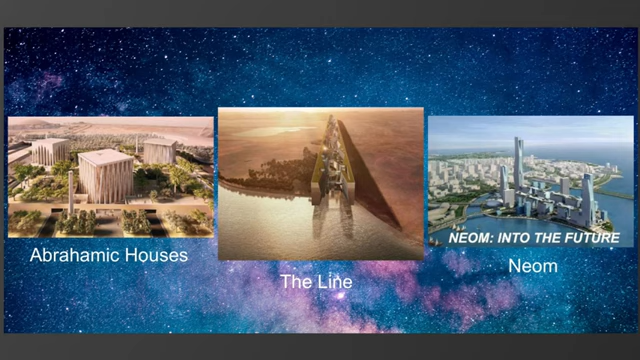 Abrahamic Houses
The Line
NEOM: INTO THE FUTURE
Neom